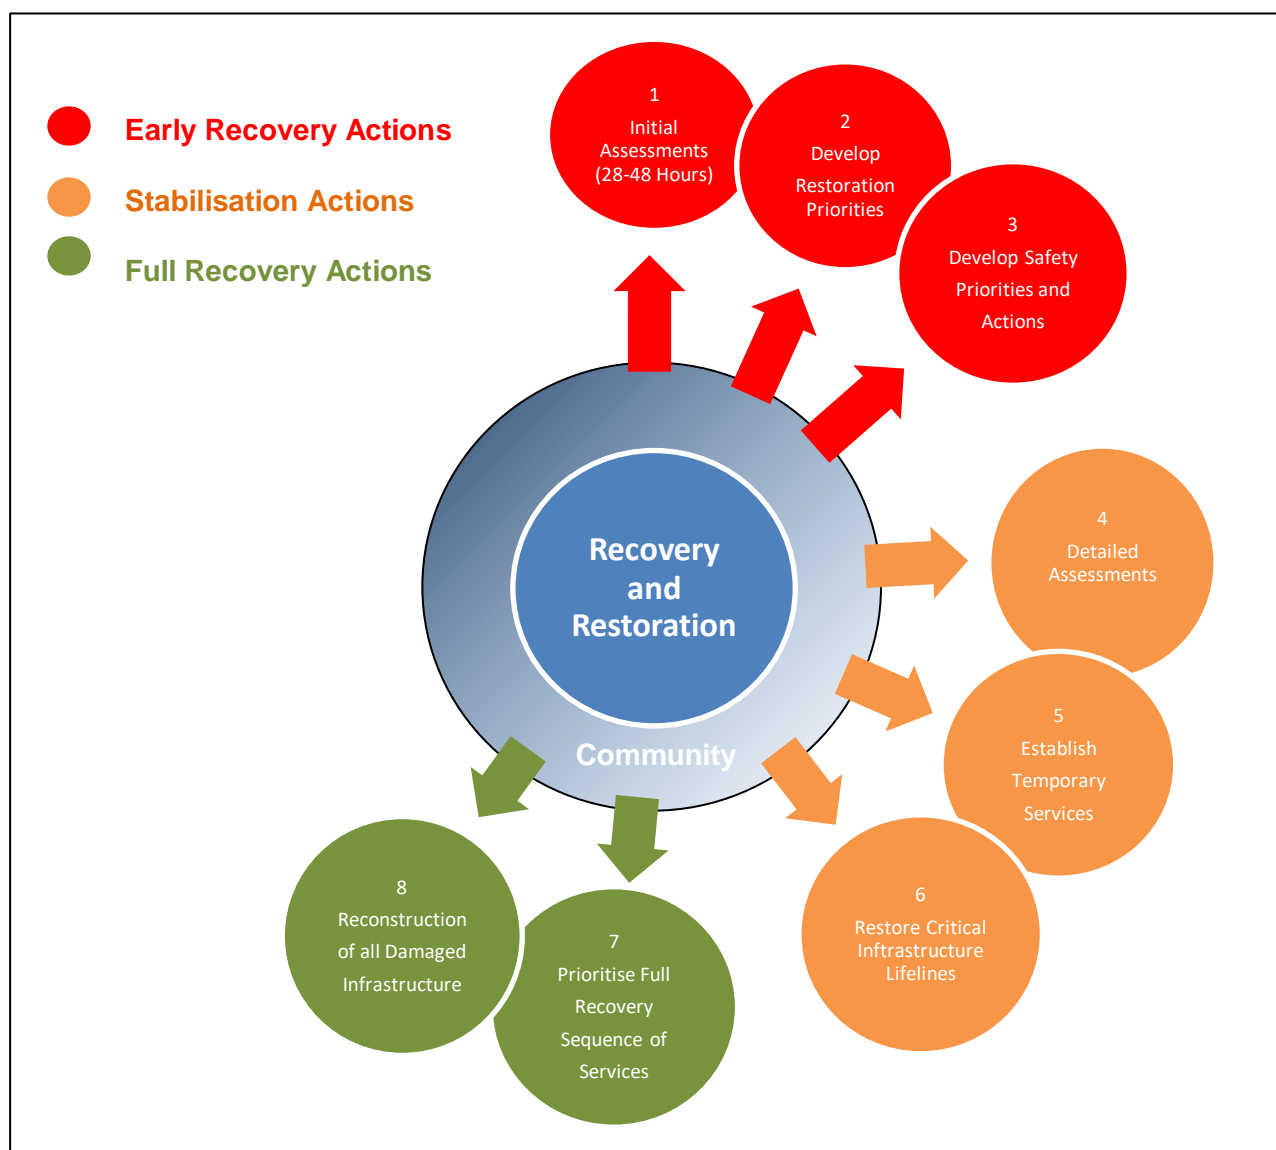 Early Recovery Actions
Stabilisation Actions
Full Recovery Actions
1
Initial
Assessments
(28-48 Hours)
2
Develop
Restoration
Priorities
3
Develop Safety
Priorities and
Actions
4
Detailed
Assessments
5
Establish
Temporary
Services
6
Restore Critical
Inftrastructure
Lifelines
7
Prioritise Full
Recovery
Sequence of
Services
8
Reconstruction
of all Damaged
Infrastructure
Recovery
and
Restoration
Community